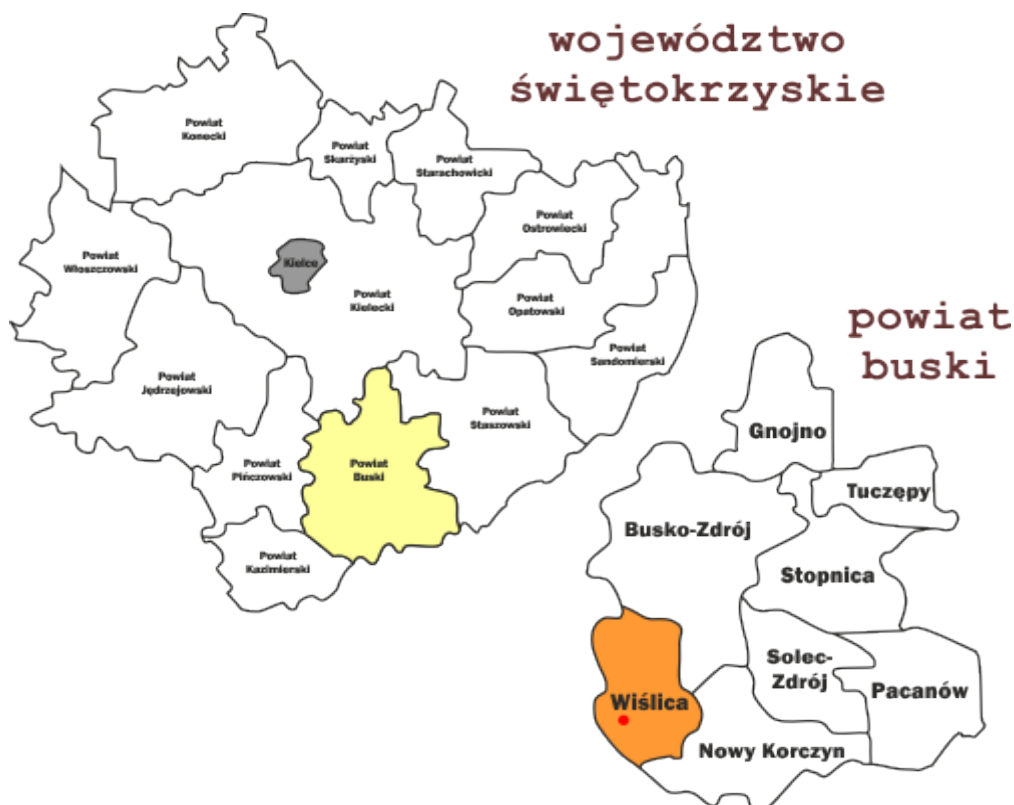 województwo
świętokrzyskie
Powiat
Konecki
Powiat
Skarżyski
Powiat
Starachowicki
Powiat
Ostrowiecki
Powiat
Włoszczowski
Kielce
Powiat
Kielecki
Powiat
Opatowski
Powiat
Sandomierski
Powiat
Jędrzejowski
Powiat
Staszowski
Powiat
Pińczowski
Powiat
Buski
Powiat
Kazimierski
powiat
buski
Gnojno
Tuczępy
Busko-Zdrój
Stopnica
Solec-
Zdrój
Pacanów
Wiślica
Nowy Korczyn